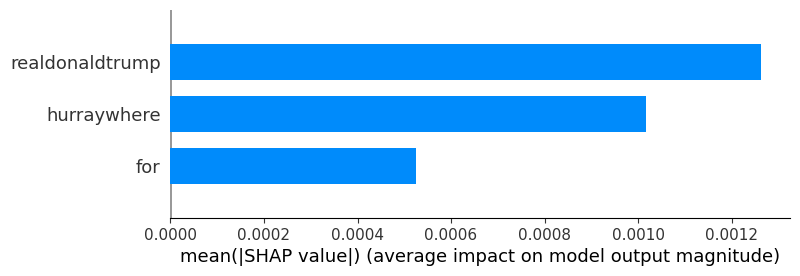 realdonaldtrump
hurraywhere
for
0.0000 0.0002 0.0004 0.0006 0.0008 0.0010 0.0012
mean(|SHAP value|) (average impact on model output magnitude)